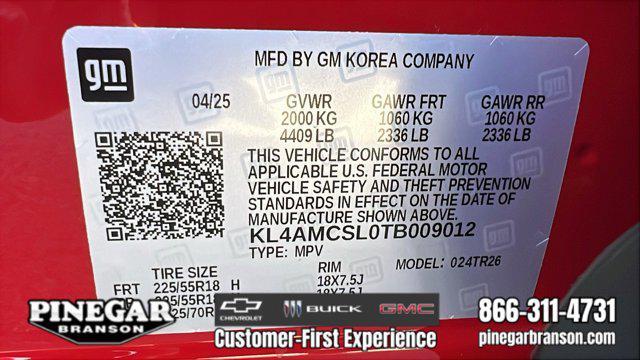 gm
MFD BY GM KOREA COMPANY
04/25 GVWR GAWR FRT GAWR RR
2000 KG 1060 KG 1060 KG
4409 LB 2336 LB 2336 LB
THIS VEHICLE CONFORMS TO ALL
APPLICABLE U.S. FEDERAL MOTOR
VEHICLE SAFETY AND THEFT PREVENTION
STANDARDS IN EFFECT ON THE DATE OF
MANUFACTURE SHOWN ABOVE.
KL4AMCSL0TB009012
TYPE: MPV MODEL: 024TR26
TIRE SIZE RIM
FRT 225/55R18 H 18X7.5J
18X7.5J
PINEGAR
BRANSON
CHEVROLET BUICK GMC
Customer-First Experience
866-311-4731
pinegarbranson.com